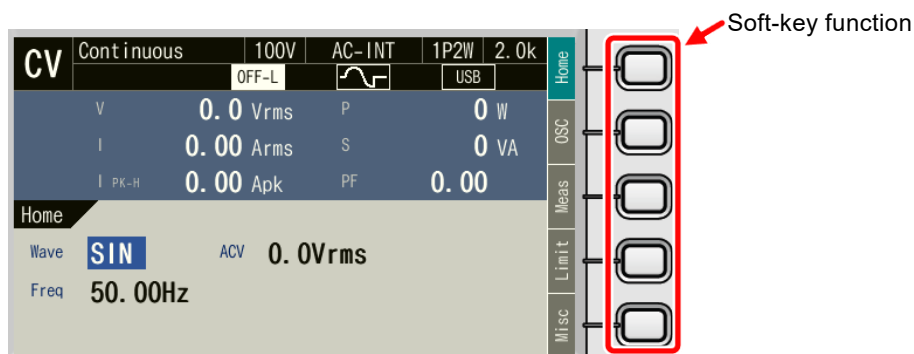 Soft-key function
CV Continuous 100V AC-INT 1P2W 2.0k
OFF-L USB
V 0.0 Vrms P 0 W
I 0.00 Arms S 0 VA
I PK-H 0.00 Apk PF 0.00
Home
Wave SIN ACV 0.0Vrms
Freq 50.00Hz
Home
OSC
Meas
Limit
Misc